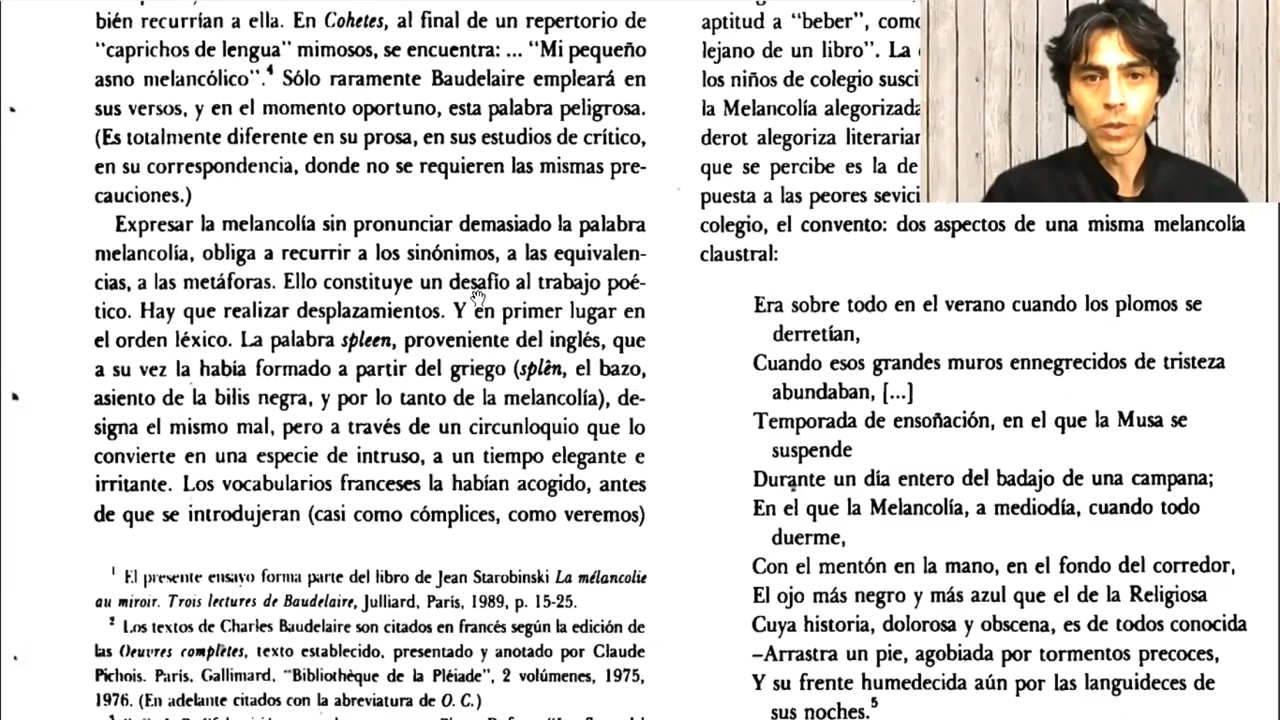 bién recurrían a ella. En Cohetes, al final de un repertorio de
“caprichos de lengua” mimosos, se encuentra: ... “Mi pequeño
asno melancólico”.⁴ Sólo raramente Baudelaire empleará en
sus versos, y en el momento oportuno, esta palabra peligrosa.
(Es totalmente diferente en su prosa, en sus estudios de crítico,
en su correspondencia, donde no se requieren las mismas pre-
cauciones.)
Expresar la melancolía sin pronunciar demasiado la palabra
melancolía, obliga a recurrir a los sinónimos, a las equivalen-
cias, a las metáforas. Ello constituye un desafío al trabajo poé-
tico. Hay que realizar desplazamientos. Y en primer lugar en
el orden léxico. La palabra spleen, proveniente del inglés, que
a su vez la había formado a partir del griego (splên, el bazo,
asiento de la bilis negra, y por lo tanto de la melancolía), de-
signa el mismo mal, pero a través de un circunloquio que lo
convierte en una especie de intruso, a un tiempo elegante e
irritante. Los vocabularios franceses la habían acogido, antes
de que se introdujeran (casi como cómplices, como veremos)
¹ El presente ensayo forma parte del libro de Jean Starobinski La mélancolie
au miroir. Trois lectures de Baudelaire, Julliard, París, 1989, p. 15-25.
² Los textos de Charles Baudelaire son citados en francés según la edición de
las Oeuvres complètes, texto establecido, presentado y anotado por Claude
Pichois. París, Gallimard, “Bibliothèque de la Pléiade”, 2 volúmenes, 1975,
1976. (En adelante citados con la abreviatura de O. C.)
aptitud a “beber”, como
lejano de un libro”. La
los niños de colegio susci
la Melancolía alegorizada
derot alegoriza literariar
que se percibe es la de
puesta a las peores sevici
colegio, el convento: dos aspectos de una misma melancolía
claustral:
Era sobre todo en el verano cuando los plomos se
derretían,
Cuando esos grandes muros ennegrecidos de tristeza
abundaban, [...]
Temporada de ensoñación, en el que la Musa se
suspende
Durante un día entero del badajo de una campana;
En el que la Melancolía, a mediodía, cuando todo
duerme,
Con el mentón en la mano, en el fondo del corredor,
El ojo más negro y más azul que el de la Religiosa
Cuya historia, dolorosa y obscena, es de todos conocida
–Arrastra un pie, agobiada por tormentos precoces,
Y su frente humedecida aún por las languideces de
sus noches.⁵